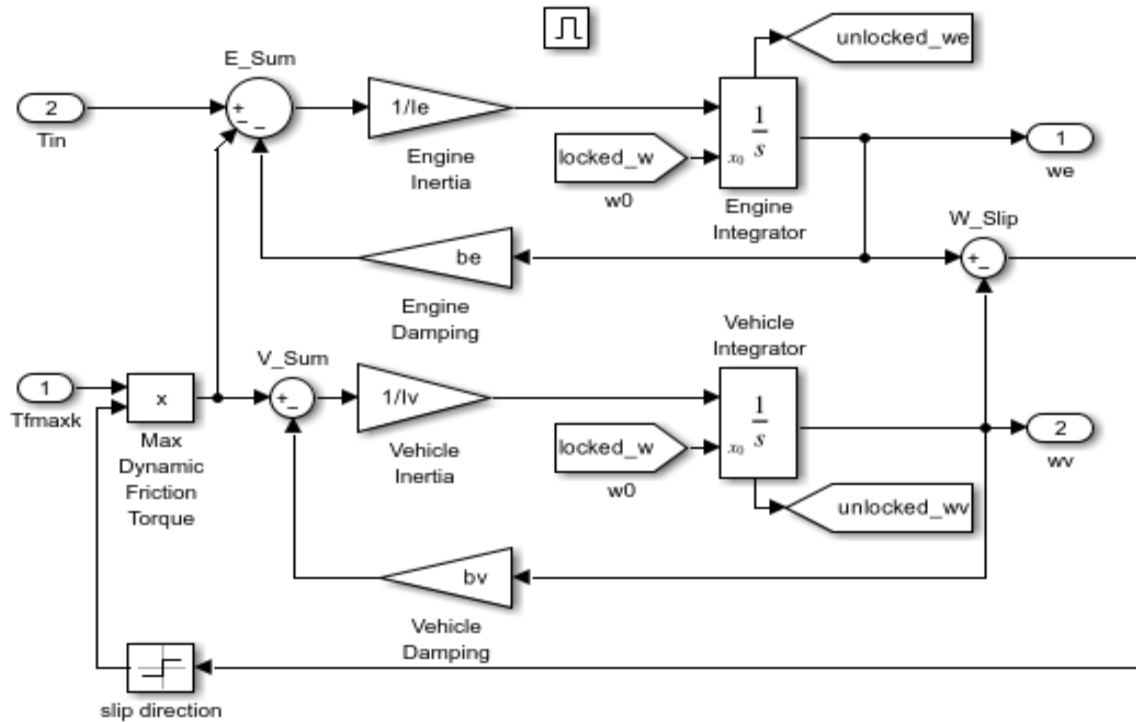 unlocked_we
E_Sum
+
_
_
2
Tin
1/Ie
Engine
Inertia
locked_w
w0
1
s
x0
Engine
Integrator
1
we
W_Slip
+_
be
Engine
Damping
Vehicle
Integrator
V_Sum
1
Tfmaxk
x
Max
Dynamic
Friction
Torque
+_
1/Iv
Vehicle
Inertia
locked_w
w0
1
s
x0
2
wv
unlocked_wv
bv
Vehicle
Damping
slip direction